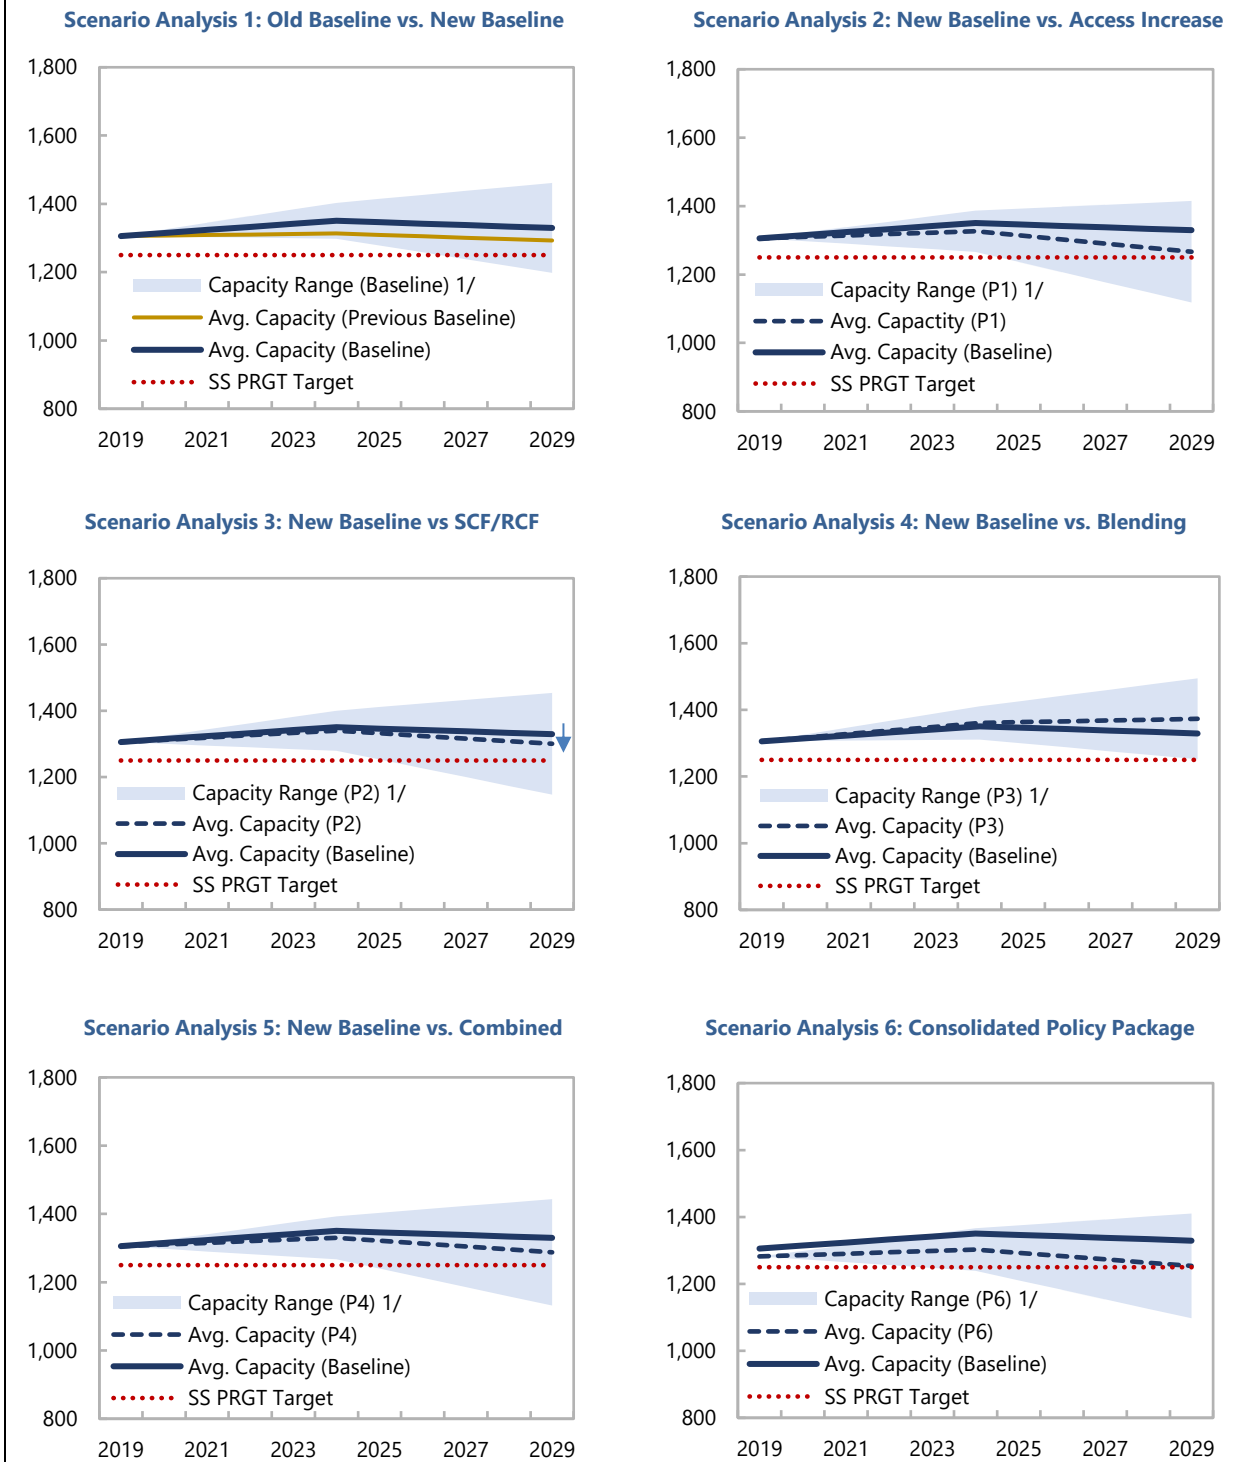 Scenario Analysis 1: Old Baseline vs. New Baseline
1,800
1,600
1,400
1,200
1,000
800
Capacity Range (Baseline) 1/
Avg. Capacity (Previous Baseline)
Avg. Capacity (Baseline)
SS PRGT Target
2019 2021 2023 2025 2027 2029
Scenario Analysis 2: New Baseline vs. Access Increase
1,800
1,600
1,400
1,200
1,000
800
Capacity Range (P1) 1/
Avg. Capactity (P1)
Avg. Capacity (Baseline)
SS PRGT Target
2019 2021 2023 2025 2027 2029
Scenario Analysis 3: New Baseline vs SCF/RCF
1,800
1,600
1,400
1,200
1,000
800
Capacity Range (P2) 1/
Avg. Capacity (P2)
Avg. Capacity (Baseline)
SS PRGT Target
2019 2021 2023 2025 2027 2029
Scenario Analysis 4: New Baseline vs. Blending
1,800
1,600
1,400
1,200
1,000
800
Capacity Range (P3) 1/
Avg. Capacity (P3)
Avg. Capacity (Baseline)
SS PRGT Target
2019 2021 2023 2025 2027 2029
Scenario Analysis 5: New Baseline vs. Combined
1,800
1,600
1,400
1,200
1,000
800
Capacity Range (P4) 1/
Avg. Capacity (P4)
Avg. Capacity (Baseline)
SS PRGT Target
2019 2021 2023 2025 2027 2029
Scenario Analysis 6: Consolidated Policy Package
1,800
1,600
1,400
1,200
1,000
800
Capacity Range (P6) 1/
Avg. Capacity (P6)
Avg. Capacity (Baseline)
SS PRGT Target
2019 2021 2023 2025 2027 2029